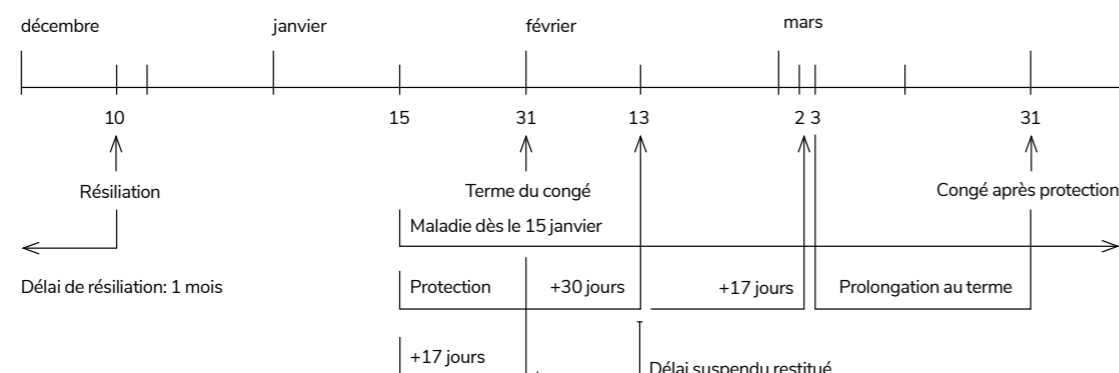 décembre janvier février mars
10 15 31 13 2 3 31
Résiliation Terme du congé Congé après protection
Maladie dès le 15 janvier
Délai de résiliation: 1 mois Protection +30 jours +17 jours Prolongation au terme
+17 jours
Délai suspendu restitué